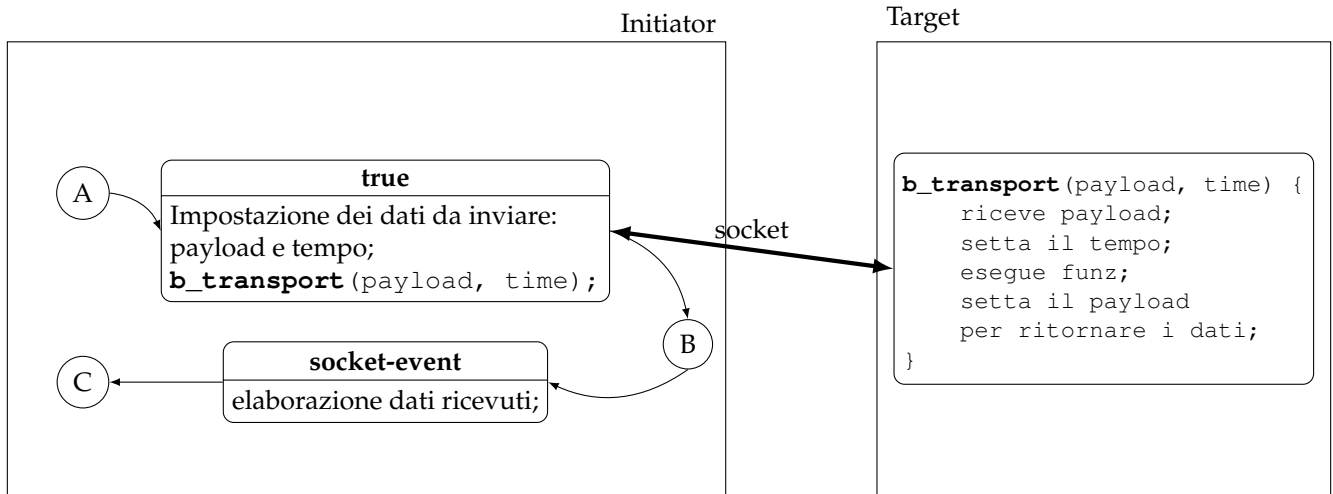 Initiator
Target
A
true
Impostazione dei dati da inviare:
payload e tempo;
b_transport(payload, time);
socket
B
C
socket-event
elaborazione dati ricevuti;
b_transport(payload, time) {
riceve payload;
setta il tempo;
esegue funz;
setta il payload
per ritornare i dati;
}